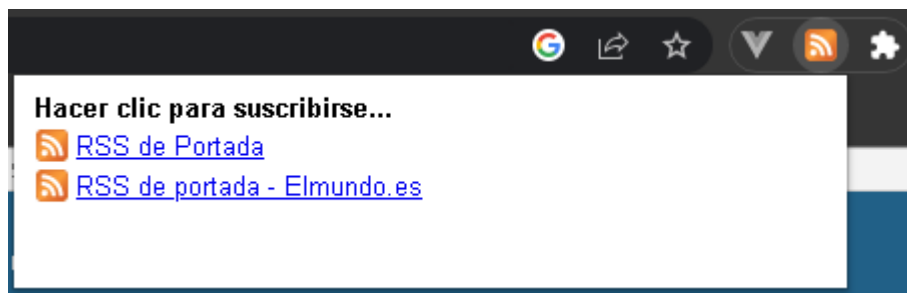 Hacer clic para suscribirse...
RSS de Portada
RSS de portada - Elmundo.es